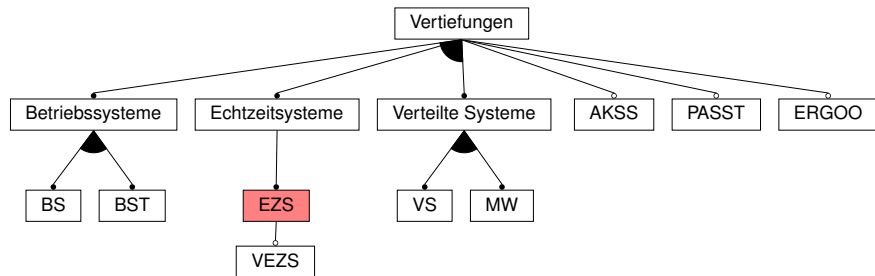 Vertiefungen
Betriebssysteme Echtzeitsysteme Verteilte Systeme AKSS PASST ERGOO
BS BST EZS VS MW
VEZS